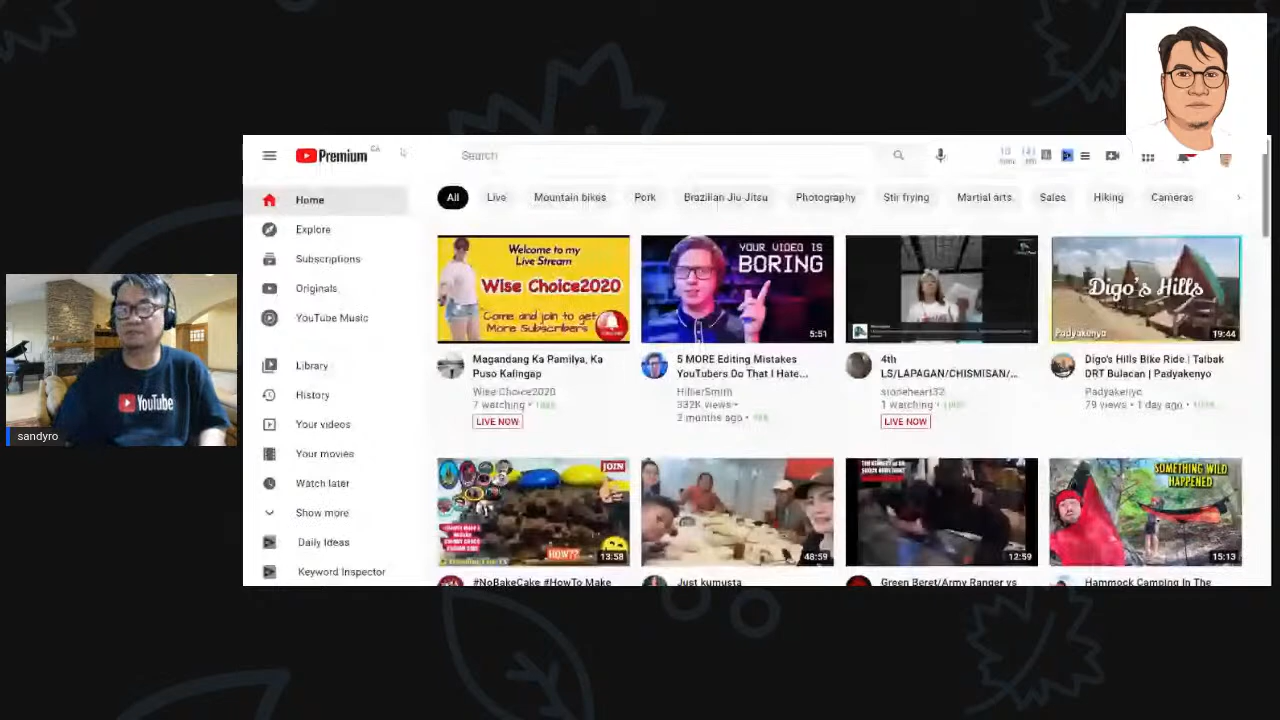 Premium CA
Search
Home
Explore
Subscriptions
Originals
YouTube Music
Library
History
Your videos
Your movies
Watch later
Show more
Daily Ideas
Keyword Inspector
All
Live
Mountain bikes
Pork
Brazilian Jiu-Jitsu
Photography
Stir frying
Martial arts
Sales
Hiking
Cameras
Welcome to my
Live Stream
Wise Choice2020
Come and join to get
More Subscribers
Magandang Ka Pamilya, Ka
Puso Kalingap
Wise Choice2020
7 watching •
LIVE NOW
YOUR VIDEO IS
BORING
5:51
5 MORE Editing Mistakes
YouTubers Do That I Hate...
HillierSmith
332K views •
2 months ago •
4th
LS/LAPAGAN/CHISMISAN/...
stoneheart32
1 watching •
LIVE NOW
Digo's Hills
Padyakenyo
19:44
Digo's Hills Bike Ride | Talbak
DRT Bulacan | Padyakenyo
Padyakenyo
79 views • 1 day ago •
JOIN
HOW??
13:58
#NoBakeCake #HowTo Make
48:59
Just kumusta
12:59
Green Beret/Army Ranger vs
SOMETHING WILD
HAPPENED
15:13
Hammock Camping In The
YouTube
sandyro